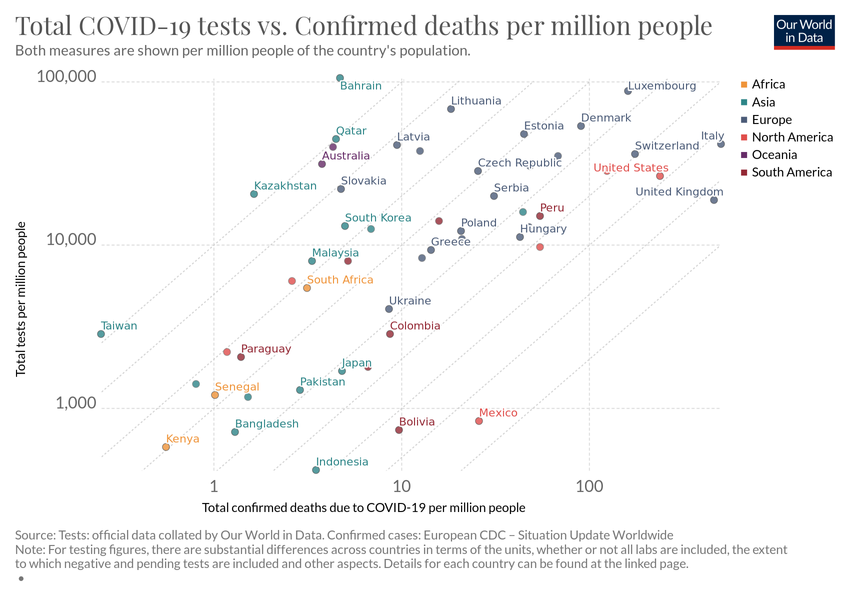 Total COVID-19 tests vs. Confirmed deaths per million people
Both measures are shown per million people of the country's population.
Our World
in Data
100,000
10,000
1,000
Total tests per million people
Bahrain
Luxembourg
Lithuania
Denmark
Estonia
Qatar
Latvia
Italy
Switzerland
Australia
Czech Republic
United States
Kazakhstan
Slovakia
Serbia
United Kingdom
South Korea
Peru
Poland
Hungary
Greece
Malaysia
South Africa
Ukraine
Taiwan
Colombia
Paraguay
Japan
Senegal
Pakistan
Bangladesh
Bolivia
Mexico
Kenya
Indonesia
Africa
Asia
Europe
North America
Oceania
South America
1
10
100
Total confirmed deaths due to COVID-19 per million people
Source: Tests: official data collated by Our World in Data. Confirmed cases: European CDC – Situation Update Worldwide
Note: For testing figures, there are substantial differences across countries in terms of the units, whether or not all labs are included, the extent
to which negative and pending tests are included and other aspects. Details for each country can be found at the linked page.
•